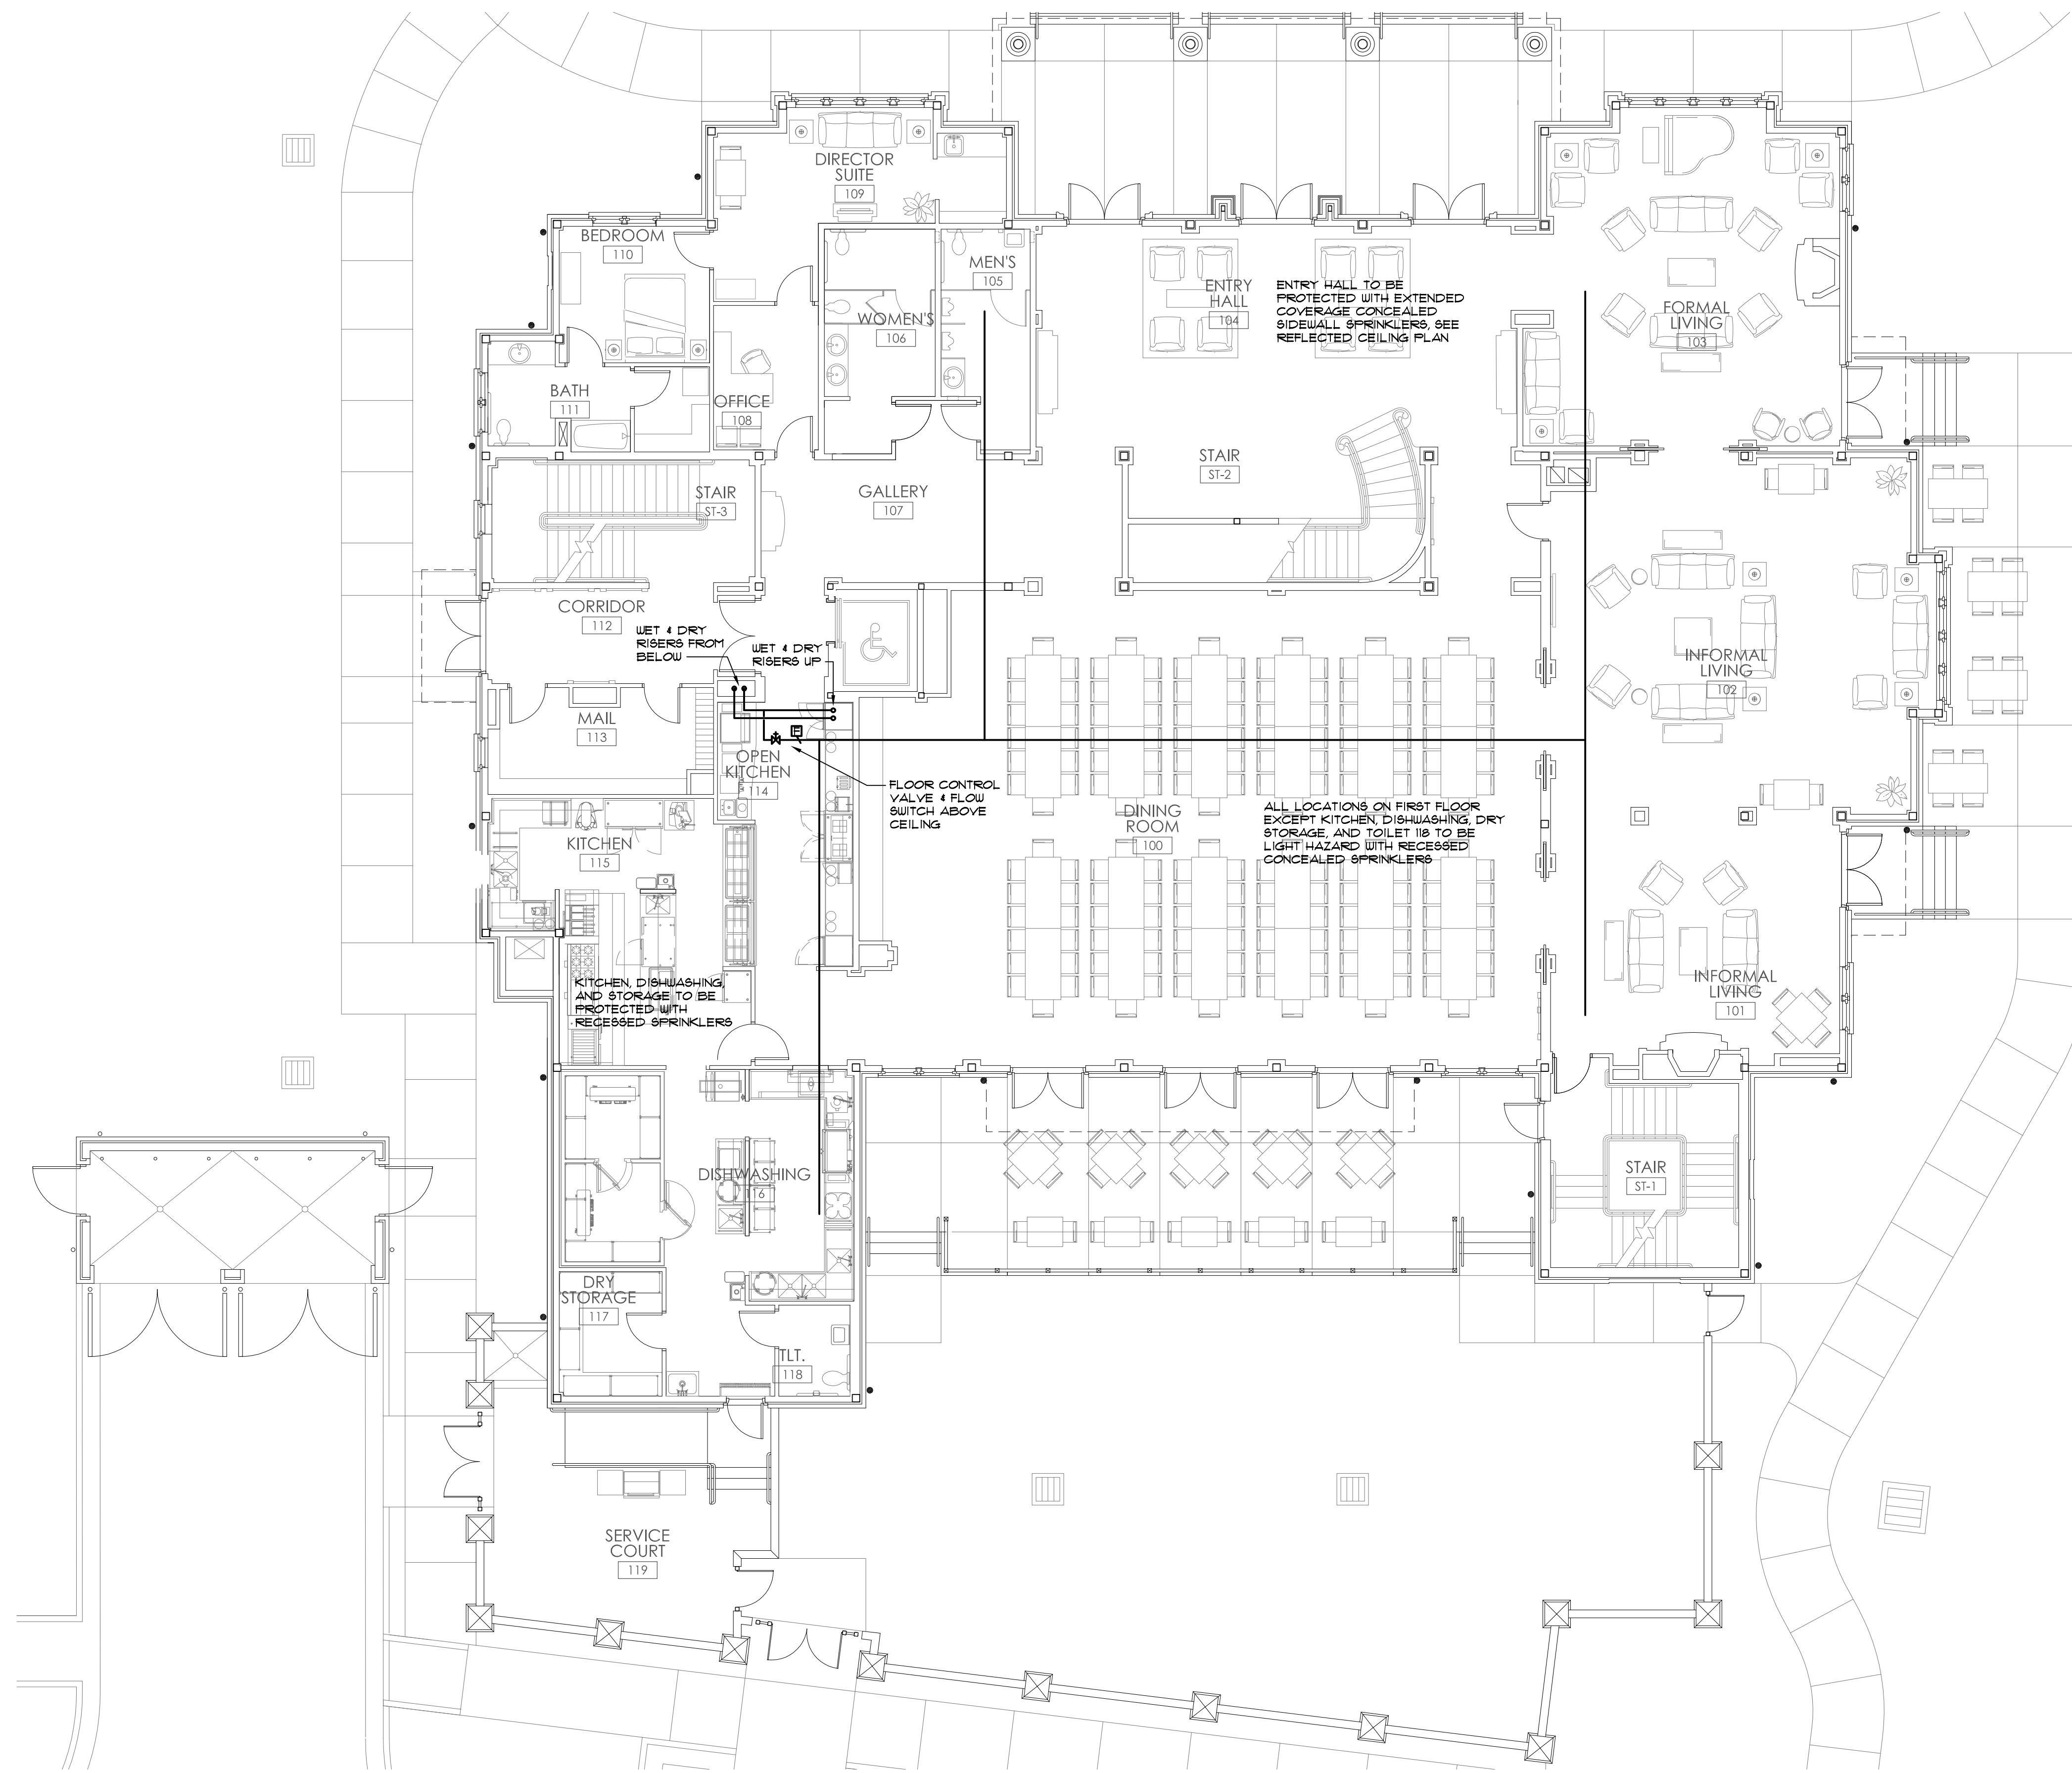 DIRECTOR
SUITE
109
BEDROOM
110
MEN'S
105
WOMEN'S
106
ENTRY
HALL
104
ENTRY HALL TO BE
PROTECTED WITH EXTENDED
COVERAGE CONCEALED
SIDEWALL SPRINKLERS, SEE
REFLECTED CEILING PLAN
FORMAL
LIVING
103
BATH
111
OFFICE
108
STAIR
ST-3
GALLERY
107
STAIR
ST-2
CORRIDOR
112
WET & DRY
RISERS FROM
BELOW
WET & DRY
RISERS UP
INFORMAL
LIVING
102
MAIL
113
F
OPEN
KITCHEN
114
FLOOR CONTROL
VALVE & FLOW
SWITCH ABOVE
CEILING
DINING
ROOM
100
ALL LOCATIONS ON FIRST FLOOR
EXCEPT KITCHEN, DISHWASHING, DRY
STORAGE, AND TOILET 118 TO BE
LIGHT HAZARD WITH RECESSED
CONCEALED SPRINKLERS
KITCHEN
115
KITCHEN, DISHWASHING,
AND STORAGE TO BE
PROTECTED WITH
RECESSED SPRINKLERS
INFORMAL
LIVING
101
DISHWASHING
116
STAIR
ST-1
DRY
STORAGE
117
TLT.
118
SERVICE
COURT
119